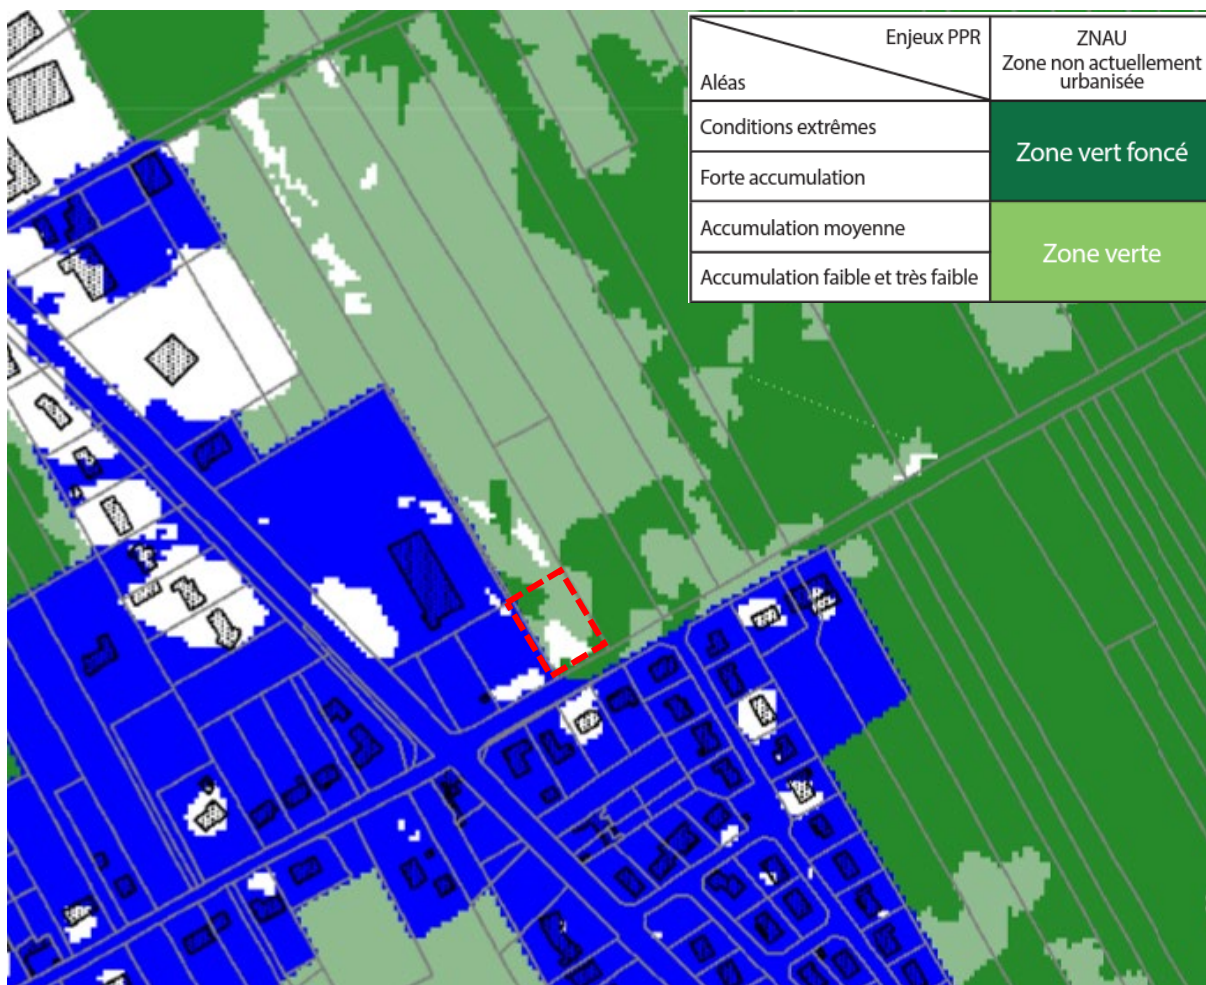 Enjeux PPR
Aléas
ZNAU
Zone non actuellement
urbanisée
Conditions extrêmes
Forte accumulation
Zone vert foncé
Accumulation moyenne
Accumulation faible et très faible
Zone verte